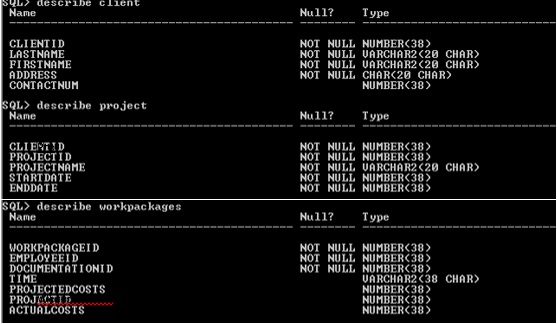 SQL> describe client
Name Null? Type
CLIENTID NOT NULL NUMBER(38)
LASTNAME NOT NULL VARCHAR2(20 CHAR)
FIRSTNAME NOT NULL VARCHAR2(20 CHAR)
ADDRESS NOT NULL CHAR(20 CHAR)
CONTACTNUM NUMBER(38)
SQL> describe project
Name Null? Type
CLIENTID NOT NULL NUMBER(38)
PROJECTID NOT NULL NUMBER(38)
PROJECTNAME NOT NULL VARCHAR2(20 CHAR)
STARTDATE NOT NULL NUMBER(38)
ENDDATE NOT NULL NUMBER(38)
SQL> describe workpackages
Name Null? Type
WORKPACKAGEID NOT NULL NUMBER(38)
EMPLOYEEID NOT NULL NUMBER(38)
DOCUMENTATIONID NOT NULL NUMBER(38)
TIME VARCHAR2(38 CHAR)
PROJECTEDCOSTS NUMBER(38)
NUMBER(38)
ACTUALCOSTS NUMBER(38)